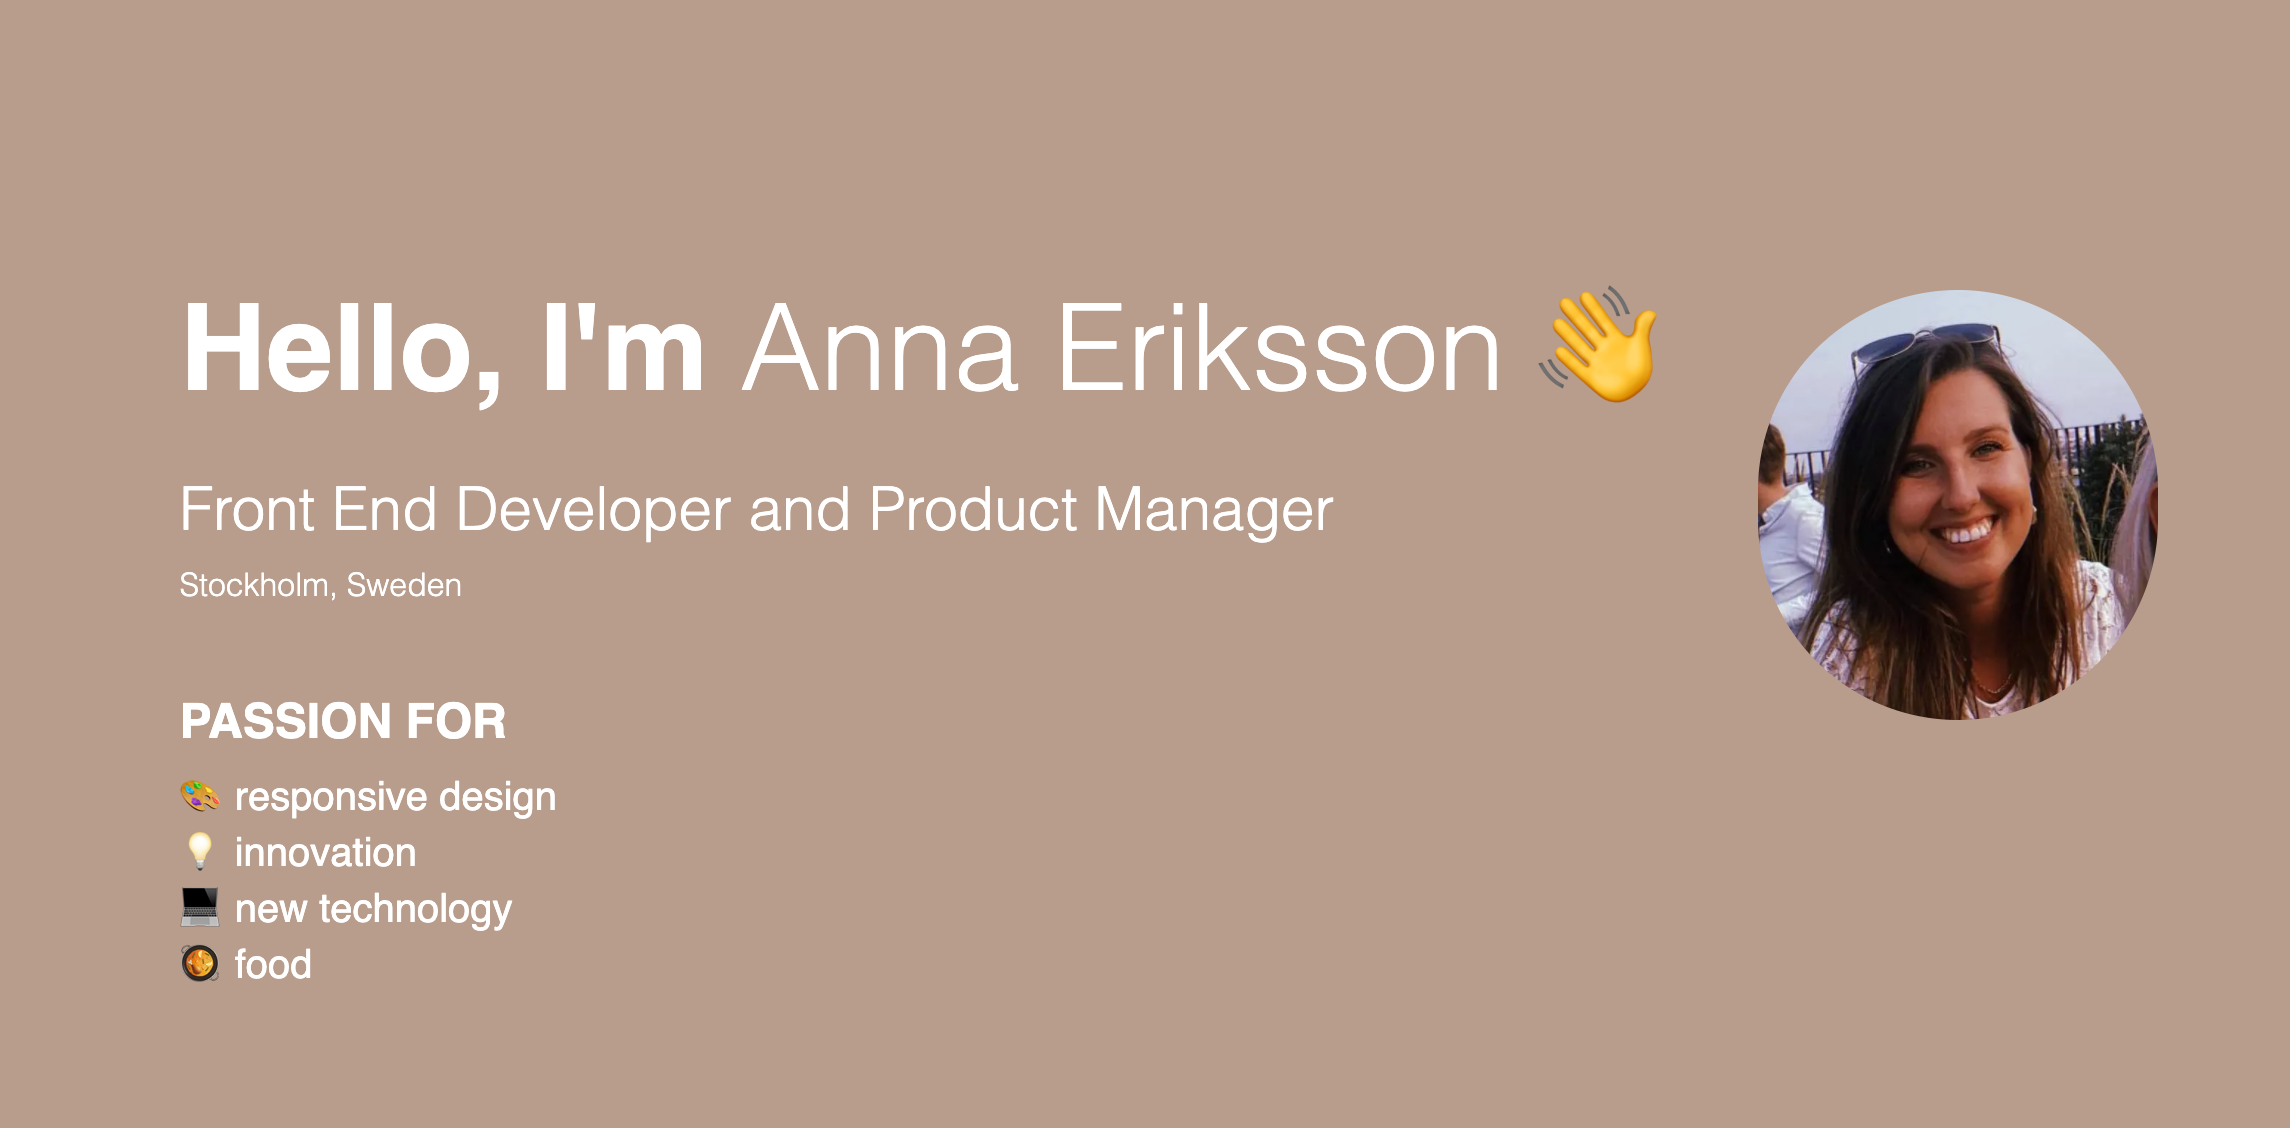 Hello, I'm Anna Eriksson 👋
Front End Developer and Product Manager
Stockholm, Sweden
PASSION FOR
🎨 responsive design
💡 innovation
💻 new technology
🥘 food